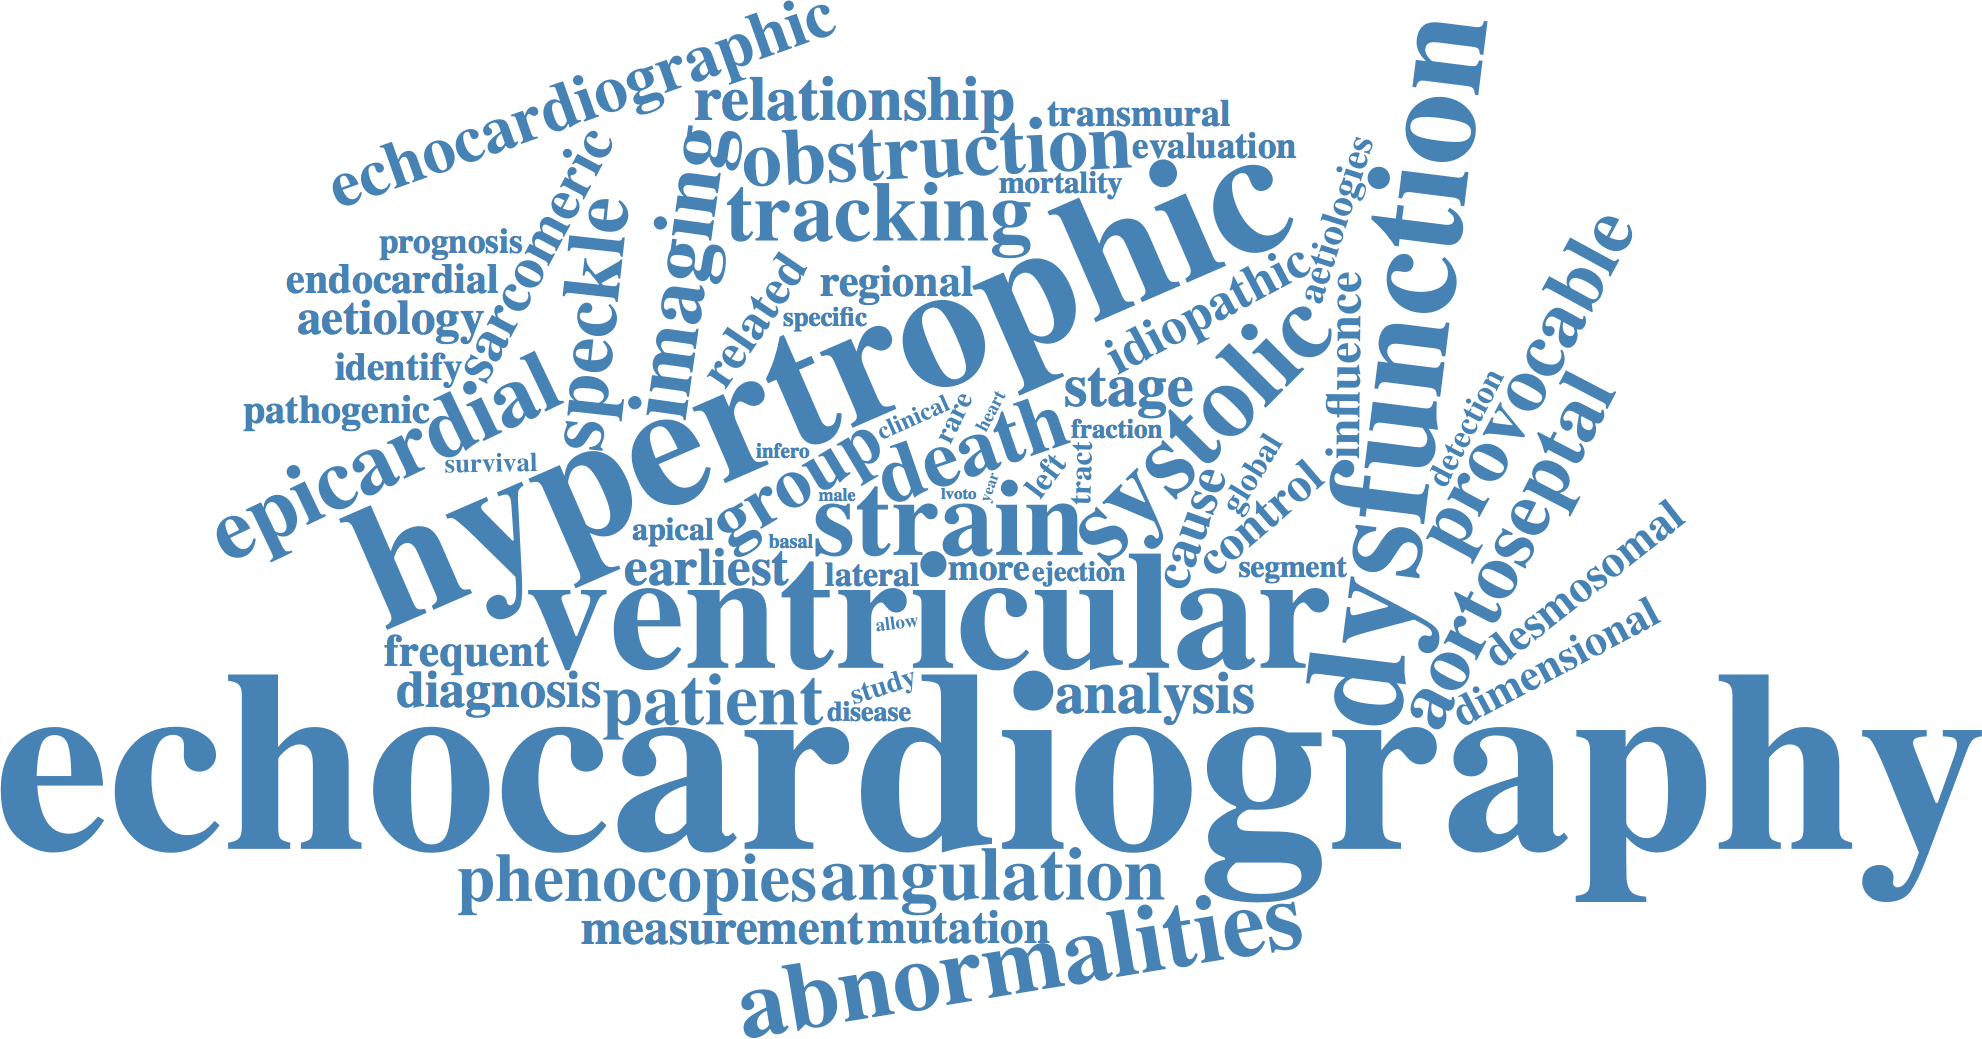 echocardiographic
relationship
transmural
obstruction
evaluation
mortality
tracking
imaging
speckle
sarcomeric
prognosis
endocardial
aetiology
identify
pathogenic
epicardial
survival
hypertrophic
related
regional
specific
idiopathic
aetiologies
influence
dysfunction
provocable
detection
aortoseptal
desmosomal
dimensional
systolic
stage
fraction
death
heart
rare
clinical
group
infero
male
lvoto
year
left
tract
strain
cause
global
control
segment
apical
basal
earliest
lateral
more
ejection
ventricular
allow
frequent
diagnosis
patient
study
disease
analysis
echocardiography
phenocopies
angulation
measurement
mutation
abnormalities